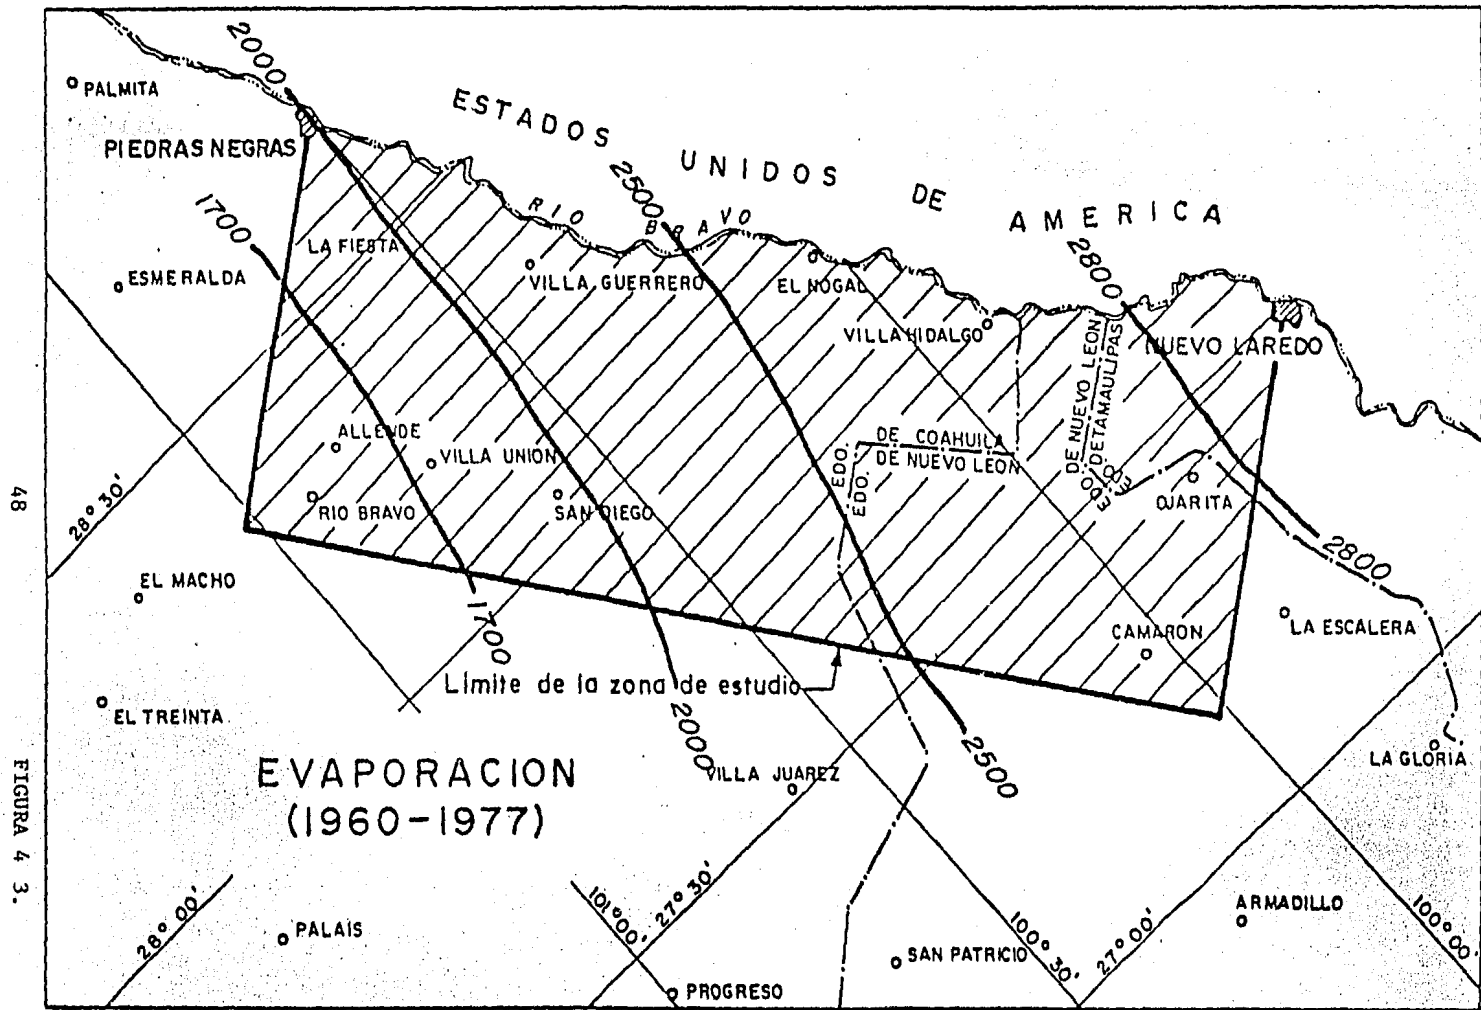 2000
PALMITA
ESTADOS UNIDOS DE AMERICA
PIEDRAS NEGRAS
2500
1700
RIO BRAVO
2800
LA FIESTA
ESMERALDA
VILLA GUERRERO
EL NOGAL
VILLA HIDALGO
NUEVO LAREDO
EDO. DE NUEVO LEON
EDO. DE TAMAULIPAS
ALLENDE
VILLA UNION
EDO. DE COAHUILA
EDO. DE NUEVO LEON
OJARITA
RIO BRAVO
SAN DIEGO
28° 30'
2800
EL MACHO
LA ESCALERA
CAMARON
1700
Límite de la zona de estudio
EL TREINTA
2000
2500
LA GLORIA
VILLA JUAREZ
EVAPORACION
(1960-1977)
28° 00'
101°00'
27° 30'
100° 30'
27° 00'
100° 00'
ARMADILLO
PALAIS
SAN PATRICIO
PROGRESO
48
FIGURA 4 3.